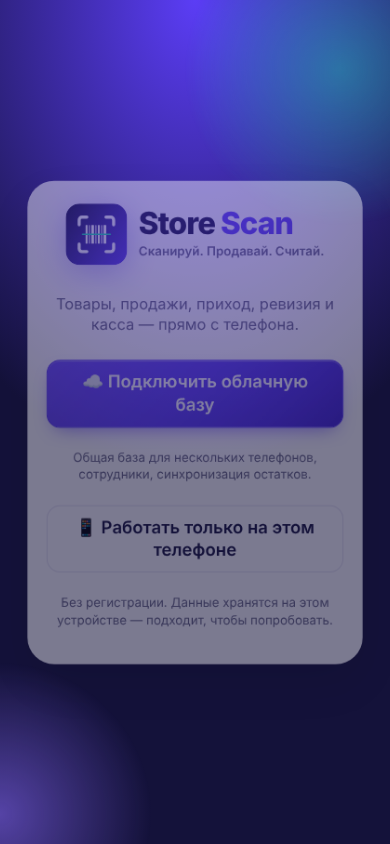 Store Scan
Сканируй. Продавай. Считай.
Товары, продажи, приход, ревизия и
касса — прямо с телефона.
☁️ Подключить облачную
базу
Общая база для нескольких телефонов,
сотрудники, синхронизация остатков.
📱 Работать только на этом
телефоне
Без регистрации. Данные хранятся на этом
устройстве — подходит, чтобы попробовать.